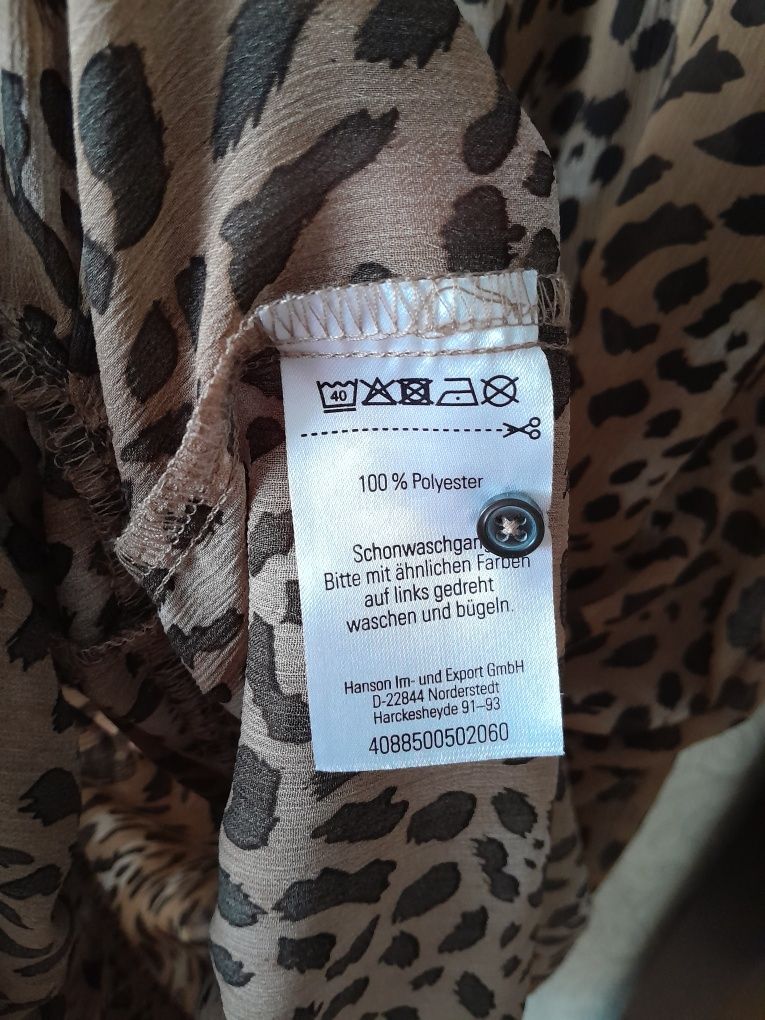 40
100 % Polyester
Bitte mit ähnlichen Farben
auf links gedreht
waschen und bügeln.
Hanson Im- und Export GmbH
D-22844 Norderstedt
Harckesheyde 91–93
4088500502060